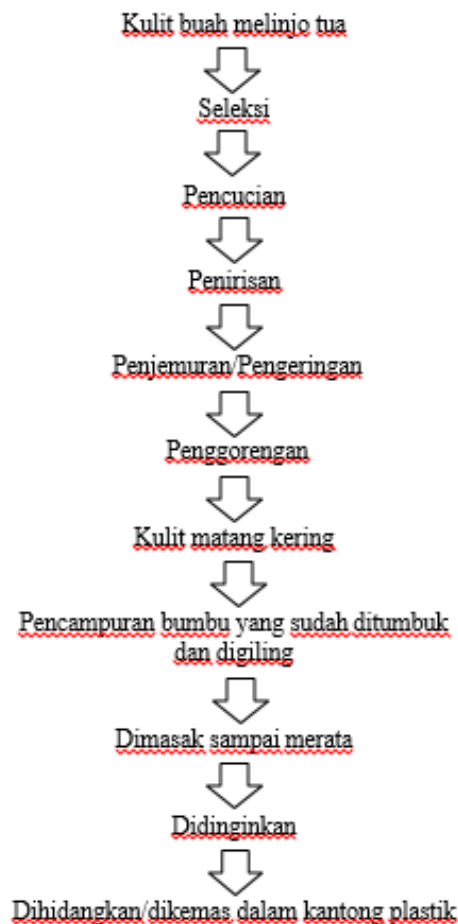 Kulit buah melinjo tua
Seleksi
Pencucian
Penirisan
Penjemuran/Pengeringan
Penggorengan
Kulit matang kering
Pencampuran bumbu yang sudah ditumbuk
dan digiling
Dimasak sampai merata
Didinginkan
Dihidangkan/dikemas dalam kantong plastik